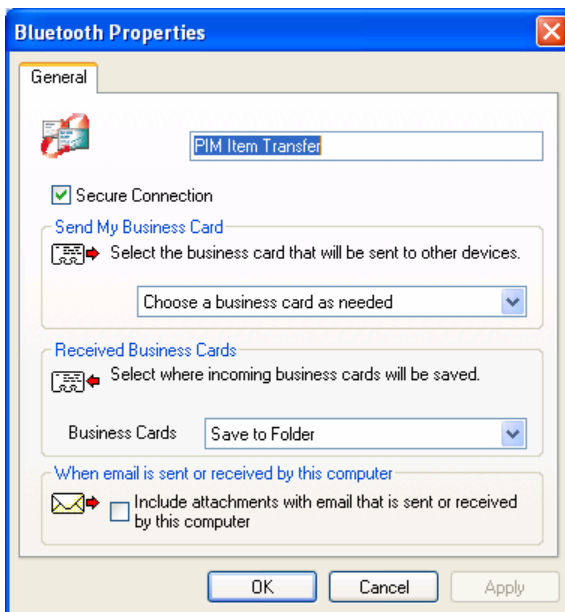 Bluetooth Properties
General
PIM Item Transfer
Secure Connection
Send My Business Card
Select the business card that will be sent to other devices.
Choose a business card as needed
Received Business Cards
Select where incoming business cards will be saved.
Business Cards Save to Folder
When email is sent or received by this computer
Include attachments with email that is sent or received
by this computer
OK Cancel Apply